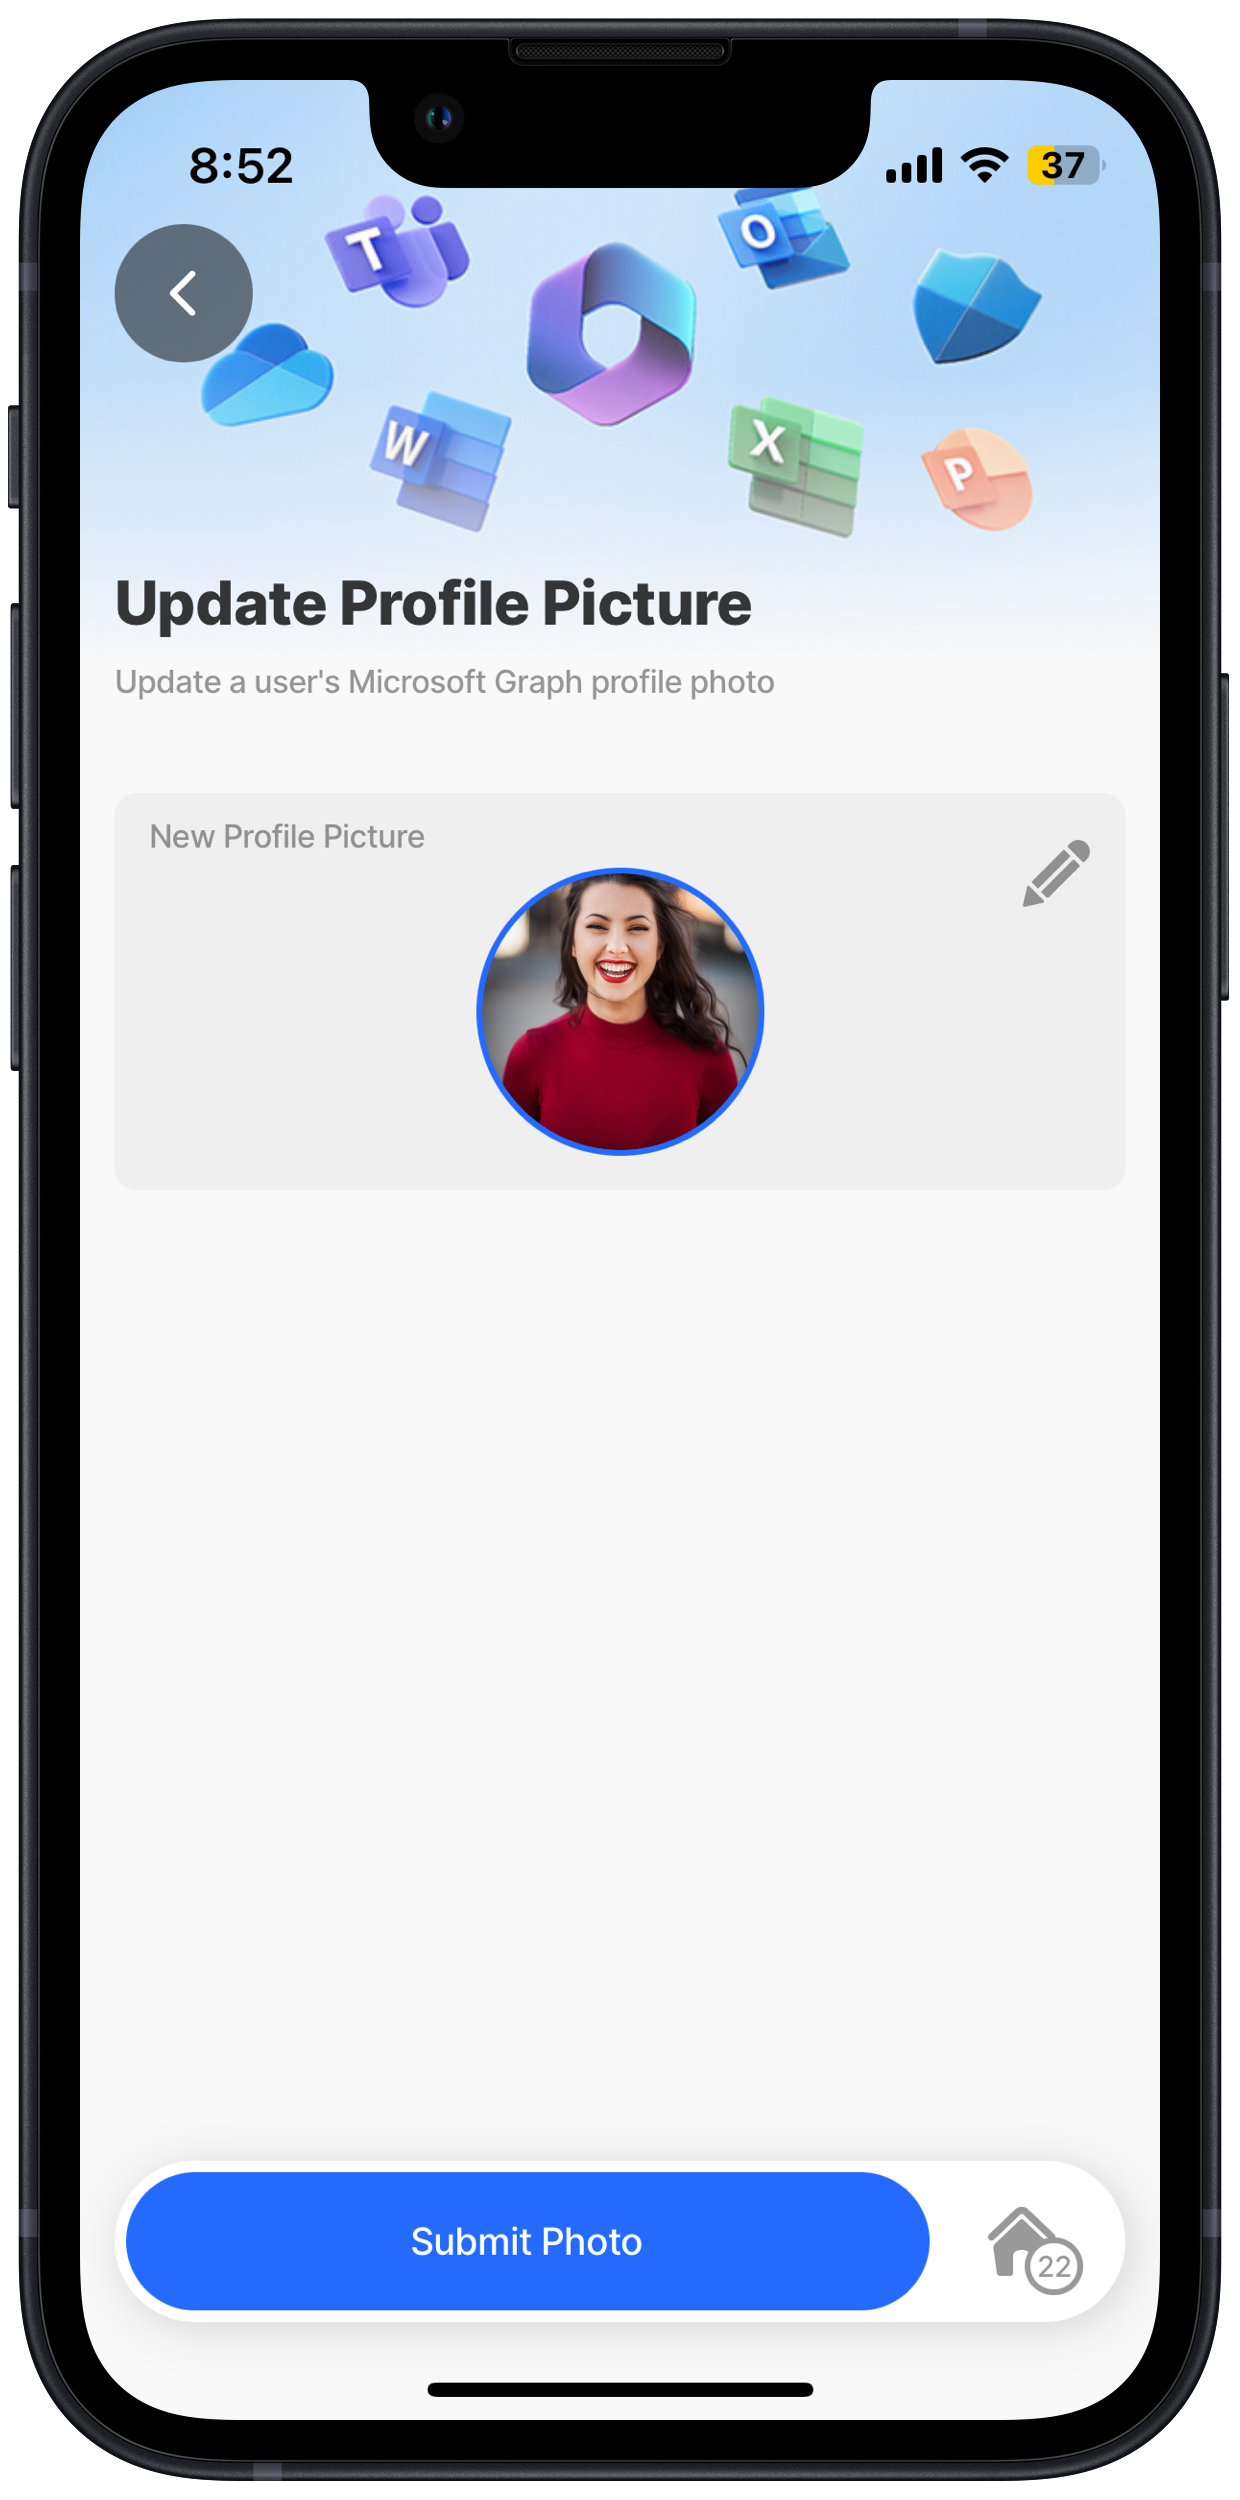 8:52
37
T
O
W
X
P
Update Profile Picture
Update a user's Microsoft Graph profile photo
New Profile Picture
Submit Photo
22